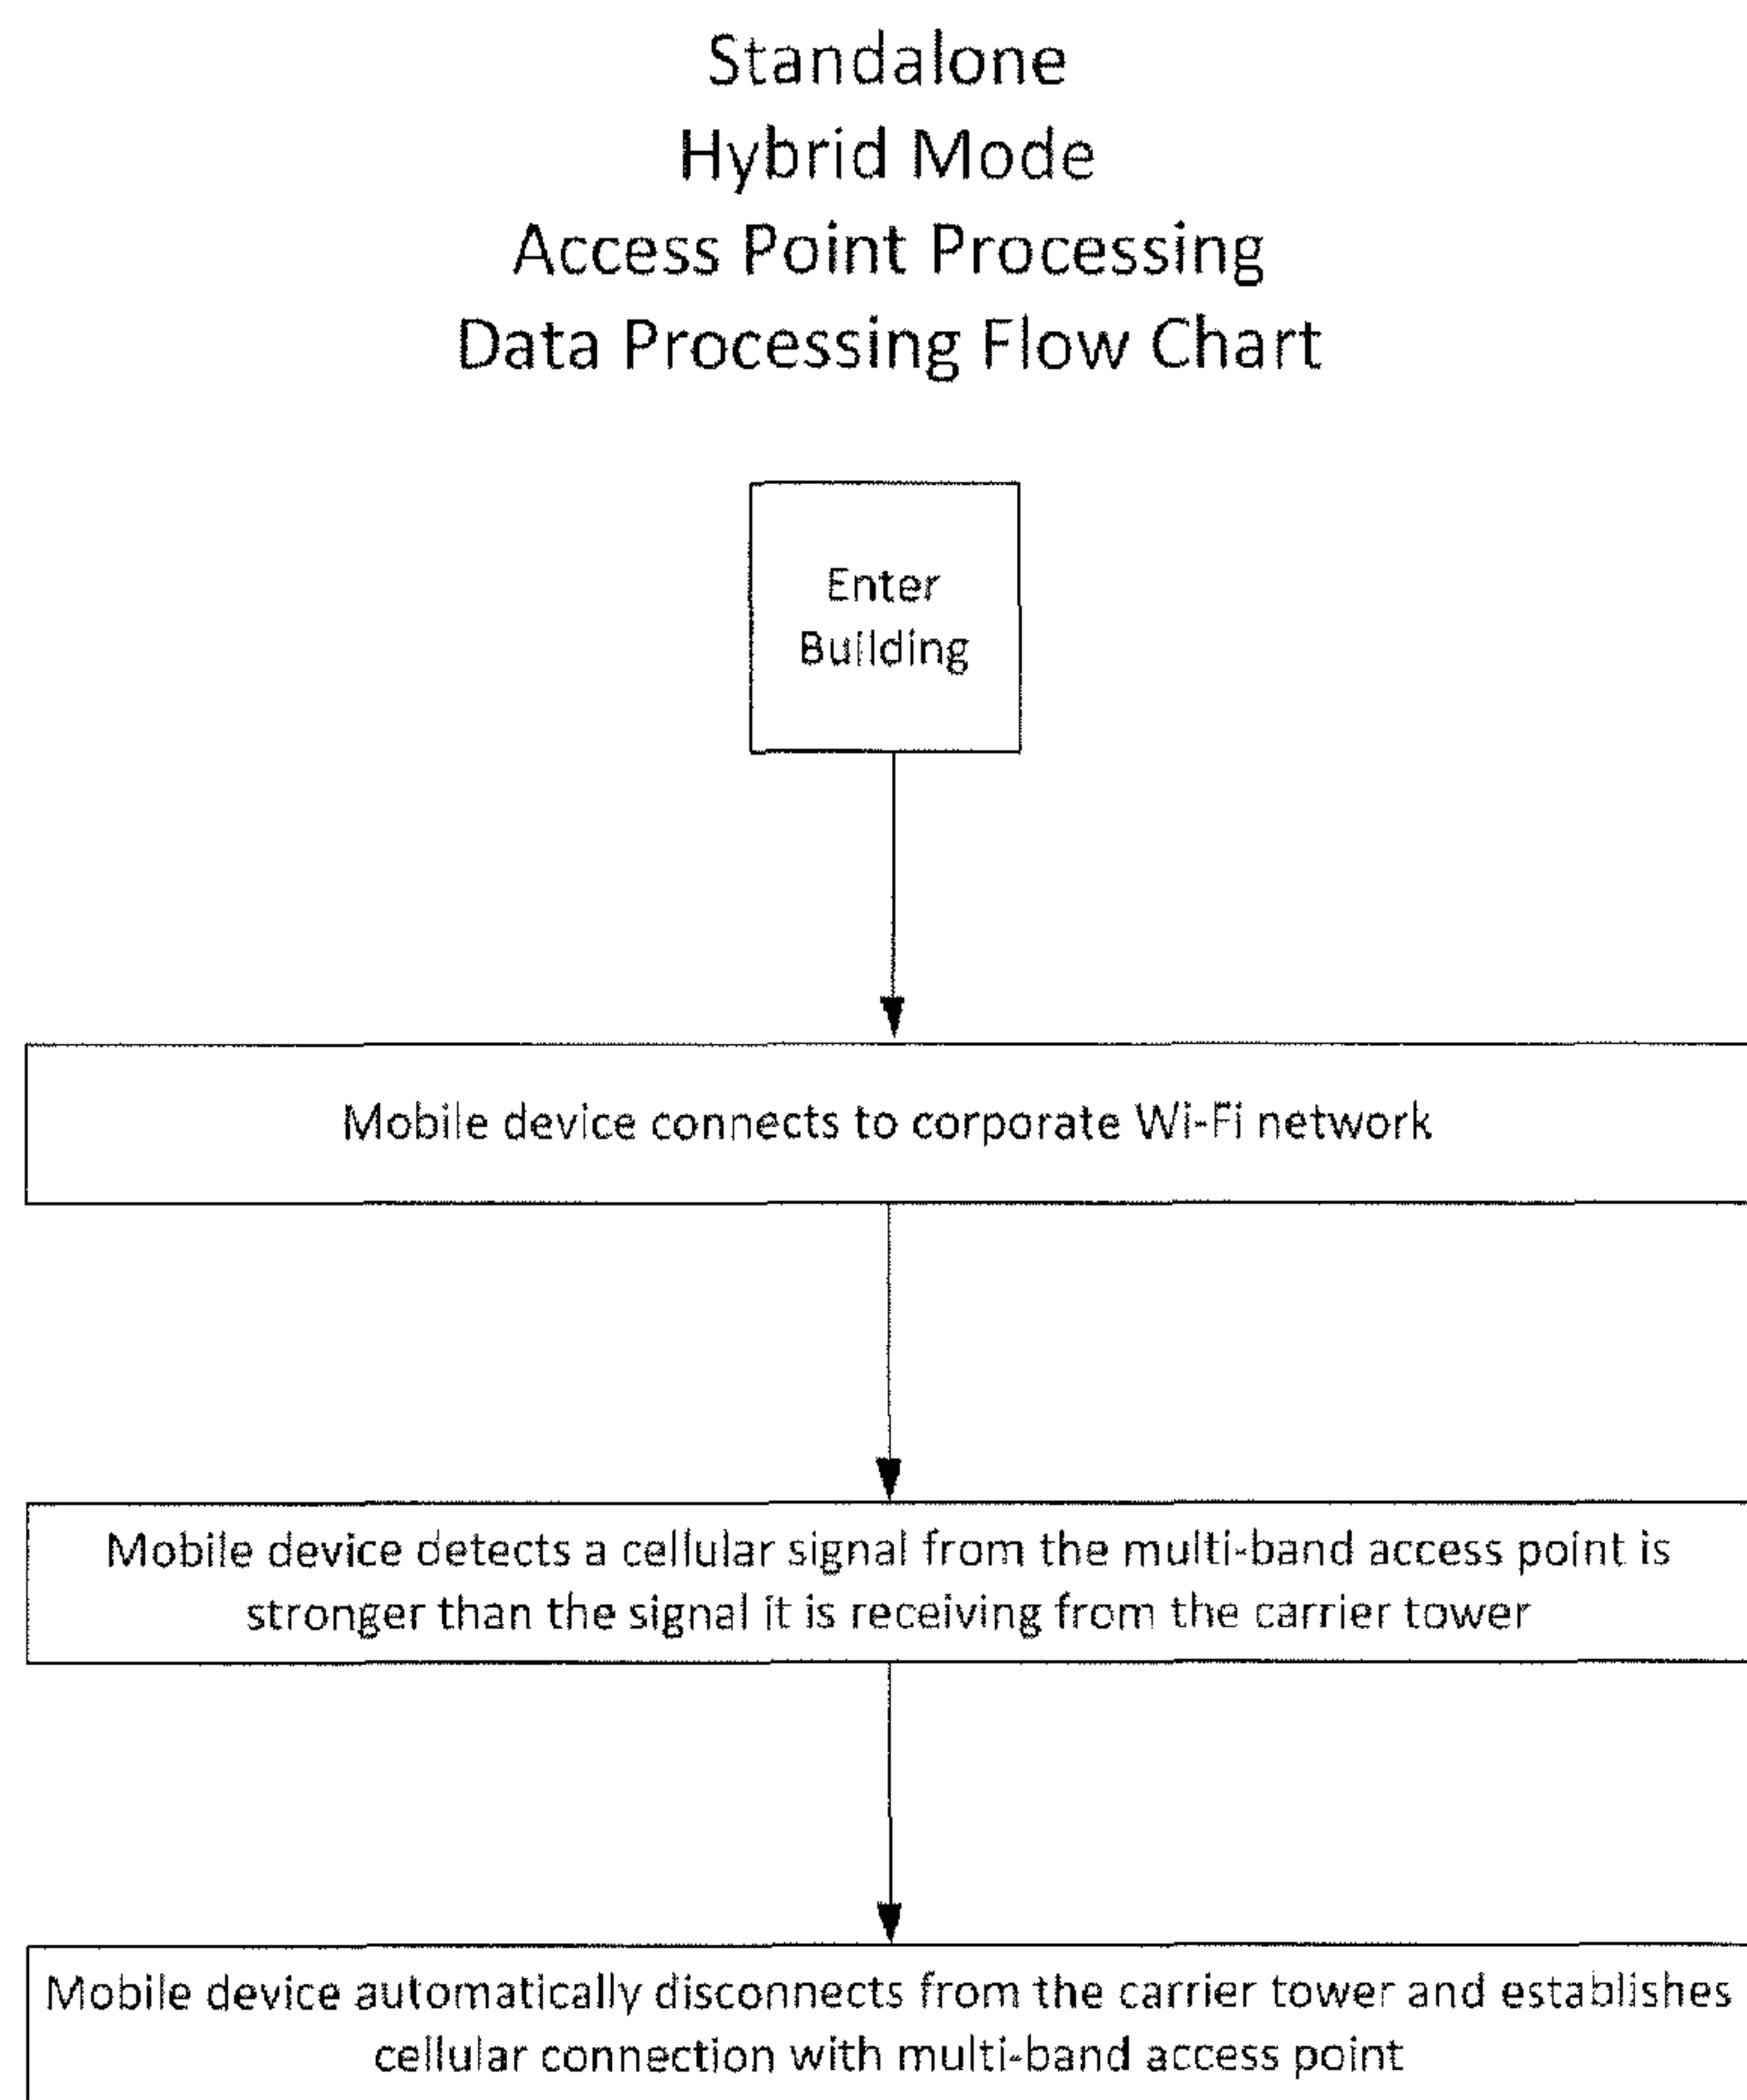 Standalone
Hybrid Mode
Access Point Processing
Data Processing Flow Chart
Enter
Building
Mobile device connects to corporate Wi-Fi network
Mobile device detects a cellular signal from the multi-band access point is
stronger than the signal it is receiving from the carrier tower
Mobile device automatically disconnects from the carrier tower and establishes
cellular connection with multi-band access point